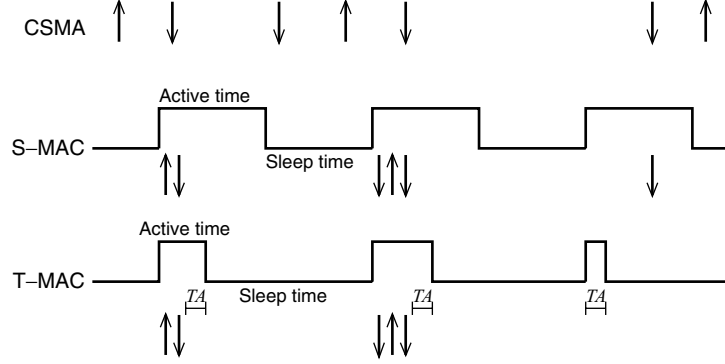 CSMA
Active time
S–MAC
Sleep time
Active time
T–MAC
TA
Sleep time
TA
TA